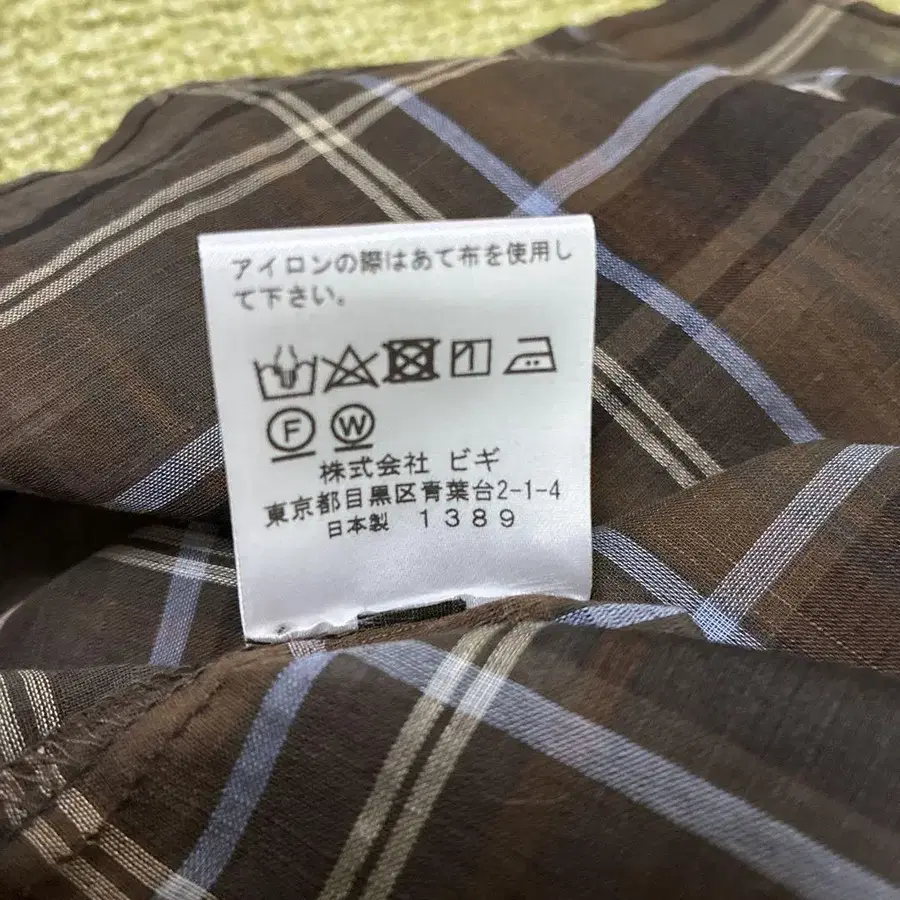 アイロンの際はあて布を使用し
て下さい。
F W
株式会社 ビギ
東京都目黒区青葉台2-1-4
日本製 1389